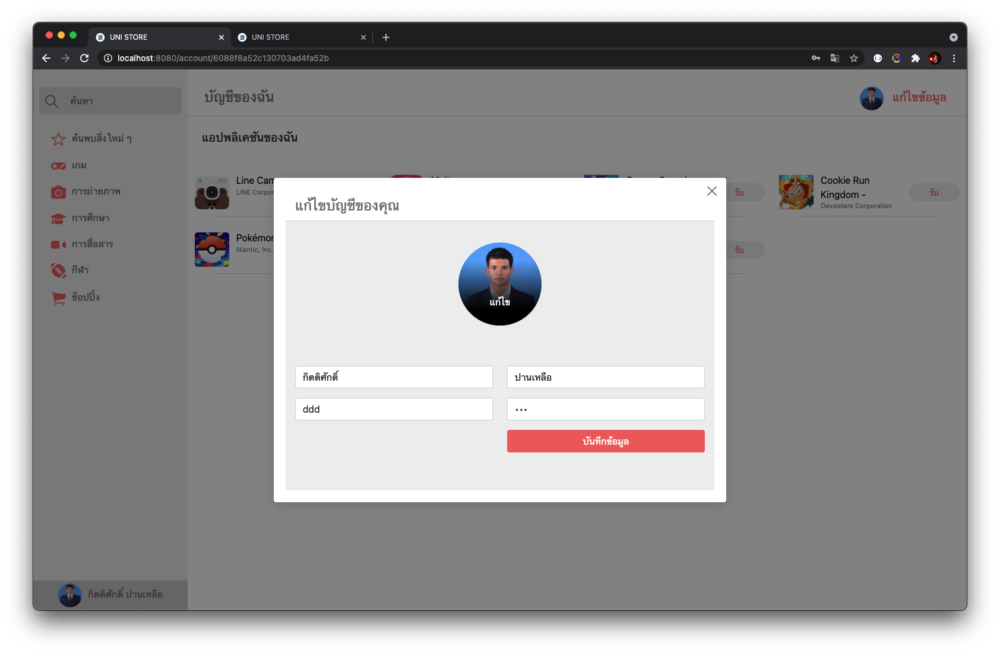 UNI STORE
UNI STORE
localhost:8080/account/6088f8a52c130703ad4fa52b
ค้นหา
บัญชีของฉัน
แก้ไขข้อมูล
ค้นพบสิ่งใหม่ ๆ
เกม
การถ่ายภาพ
การศึกษา
การสื่อสาร
กีฬา
ช็อปปิ้ง
แอปพลิเคชันของฉัน
Line Cam
LINE Corpor
รับ
Cookie Run
Kingdom -
Devsisters Corporation
รับ
Pokémon
Niantic, Inc.
รับ
แก้ไขบัญชีของคุณ
แก้ไข
กิตติศักดิ์
ปานเหลือ
ddd
•••
บันทึกข้อมูล
กิตติศักดิ์ ปานเหลือ